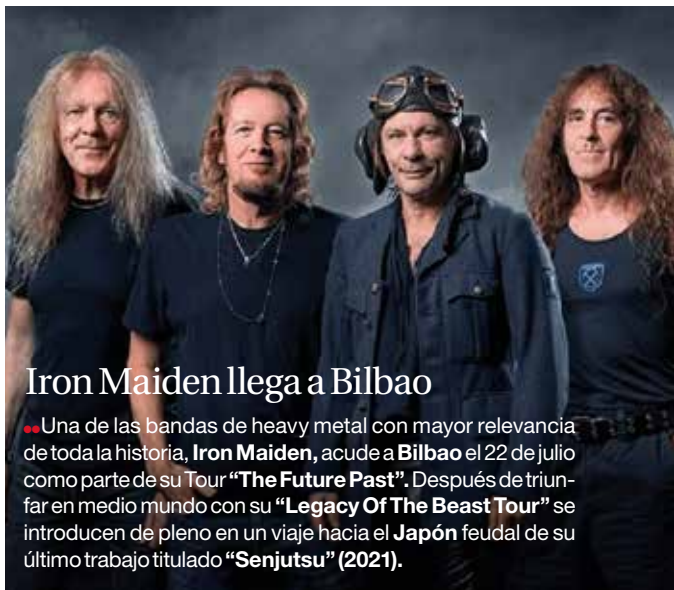 Iron Maiden llega a Bilbao
Una de las bandas de heavy metal con mayor relevancia
de toda la historia, Iron Maiden, acude a Bilbao el 22 de julio
como parte de su Tour “The Future Past”. Después de triun-
far en medio mundo con su “Legacy Of The Beast Tour” se
introducen de pleno en un viaje hacia el Japón feudal de su
último trabajo titulado “Senjutsu” (2021).